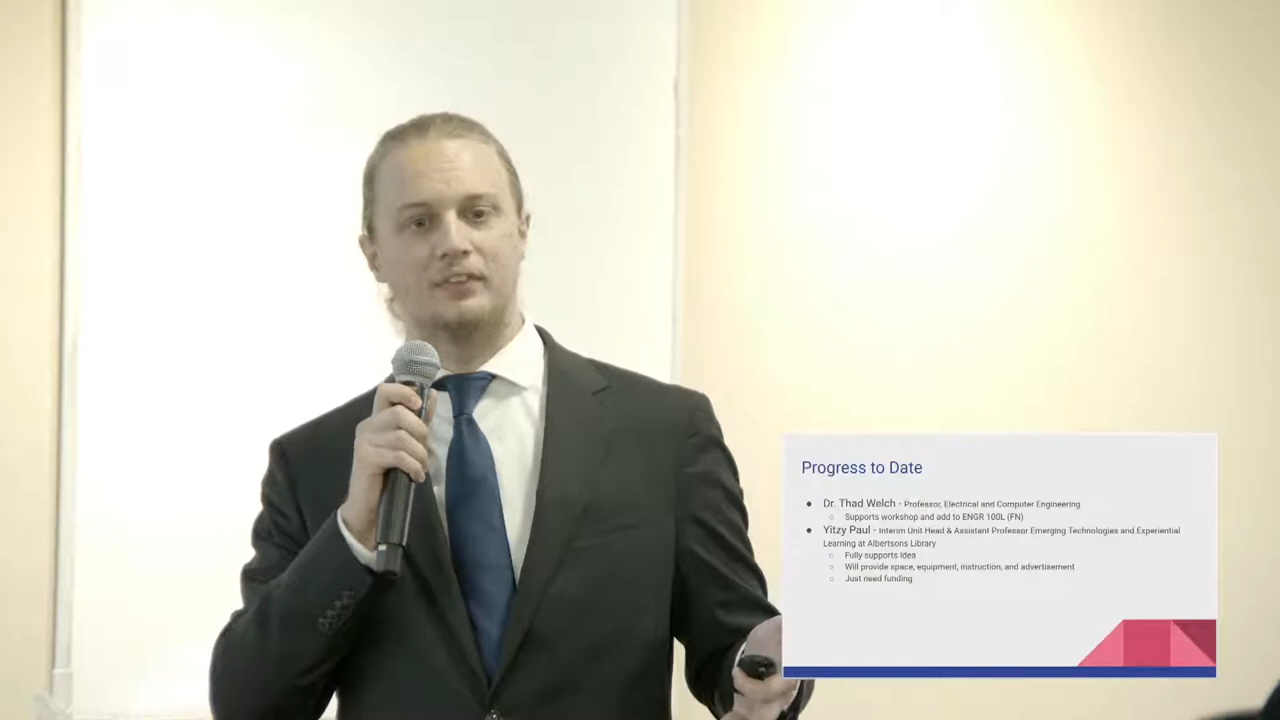 Progress to Date
● Dr. Thad Welch - Professor, Electrical and Computer Engineering
○ Supports workshop and add to ENGR 100L (FN)
● Yitzy Paul - Interim Unit Head & Assistant Professor Emerging Technologies and Experiential
Learning at Albertsons Library
○ Fully supports idea
○ Will provide space, equipment, instruction, and advertisement
○ Just need funding